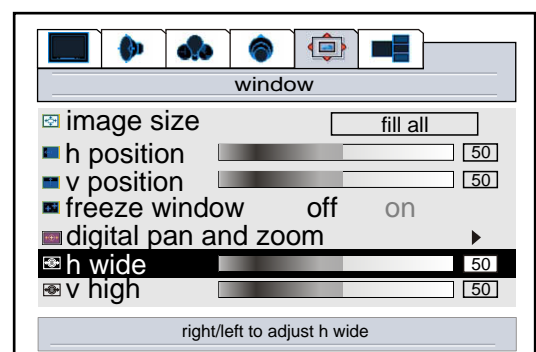 window
image size fill all
h position 50
v position 50
freeze window off on
digital pan and zoom
h wide 50
v high 50
right/left to adjust h wide